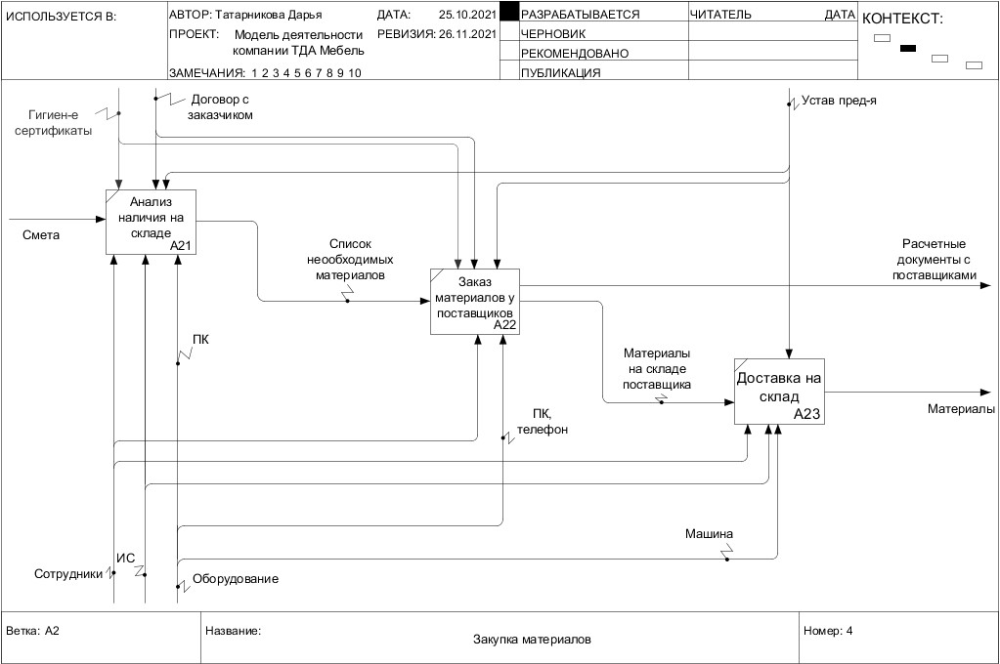 ИСПОЛЬЗУЕТСЯ В:
АВТОР: Татарникова Дарья
ДАТА: 25.10.2021
ПРОЕКТ: Модель деятельности
компании ТДА Мебель
РЕВИЗИЯ: 26.11.2021
ЗАМЕЧАНИЯ: 1 2 3 4 5 6 7 8 9 10
РАЗРАБАТЫВАЕТСЯ
ЧЕРНОВИК
РЕКОМЕНДОВАНО
ПУБЛИКАЦИЯ
ЧИТАТЕЛЬ ДАТА
КОНТЕКСТ:
Гигиен-е
сертификаты
Договор с
заказчиком
Устав пред-я
Смета
Анализ
наличия на
складе
A21
Список
необходимых
материалов
Заказ
материалов у
поставщиков
A22
Расчетные
документы с
поставщиками
ПК
Материалы
на складе
поставщика
Доставка на
склад
A23
Материалы
ПК,
телефон
Машина
Сотрудники
ИС
Оборудование
Ветка: A2
Название:
Закупка материалов
Номер: 4